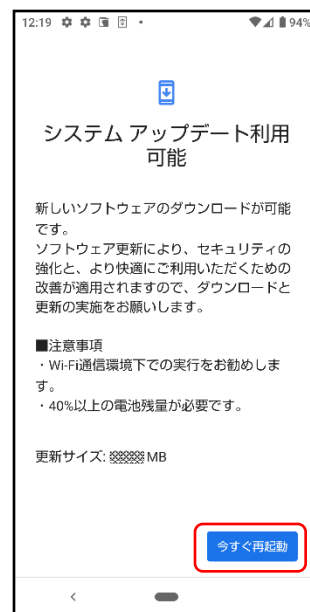 12:19
94%
システム アップデート利用
可能
新しいソフトウェアのダウンロードが可能
です。
ソフトウェア更新により、セキュリティの
強化と、より快適にご利用いただくための
改善が適用されますので、ダウンロードと
更新の実施をお願いします。
■注意事項
・Wi-Fi通信環境下での実行をお勧めしま
す。
・40%以上の電池残量が必要です。
更新サイズ: MB
今すぐ再起動